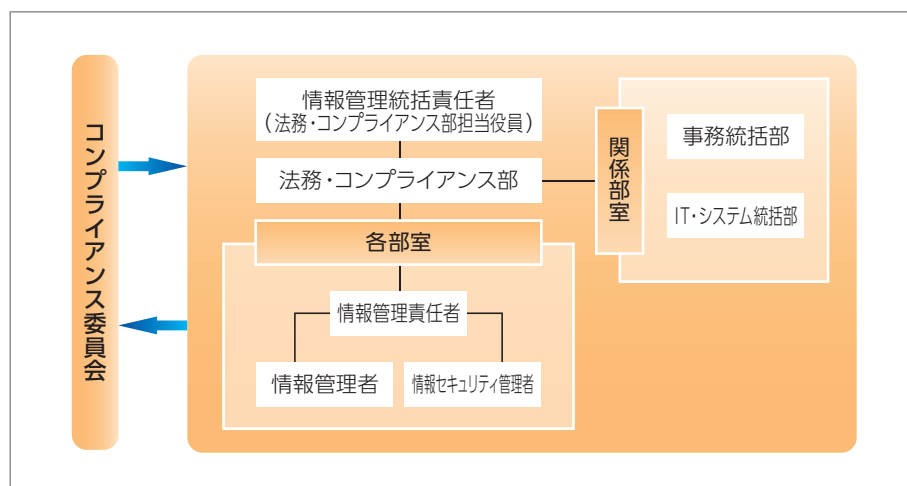 コンプライアンス委員会
情報管理統括責任者
（法務・コンプライアンス部担当役員）
法務・コンプライアンス部
関係部室
事務統括部
IT・システム統括部
各部室
情報管理責任者
情報管理者
情報セキュリティ管理者